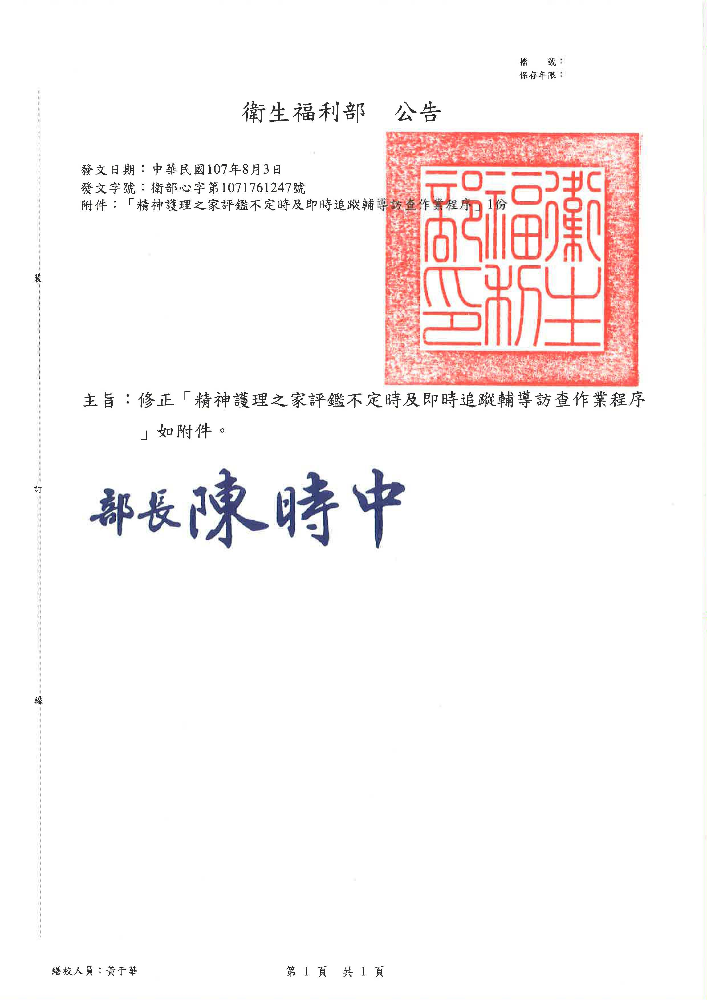 檔　　號：
保存年限：
衛生福利部　公告
發文日期：中華民國107年8月3日
發文字號：衛部心字第1071761247號
附件：「精神護理之家評鑑不定時及即時追蹤輔導訪查作業程序」1份
衛生福利部印
主旨：修正「精神護理之家評鑑不定時及即時追蹤輔導訪查作業程序
」如附件。
部長陳時中
裝
訂
線
繕校人員：黃于華
第 1 頁　共 1 頁